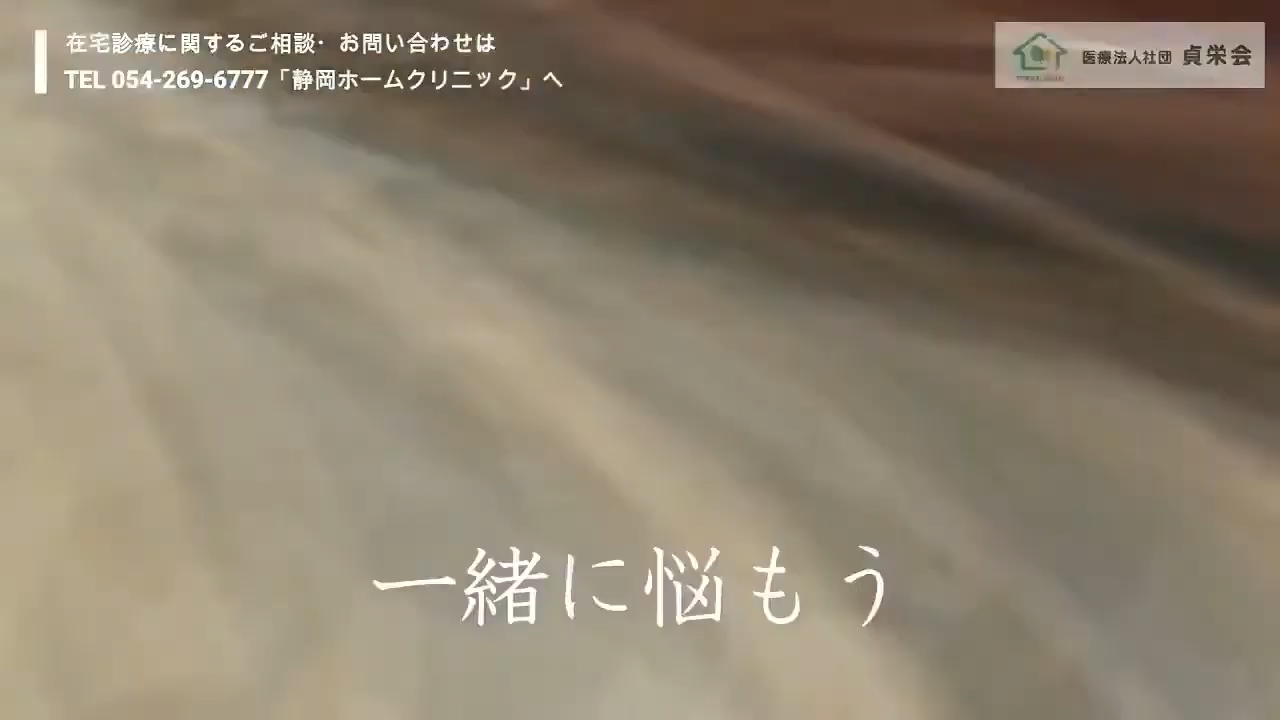 在宅診療に関するご相談・お問い合わせは
TEL 054-269-6777「静岡ホームクリニック」へ
医療法人社団 貞栄会
一緒に悩もう